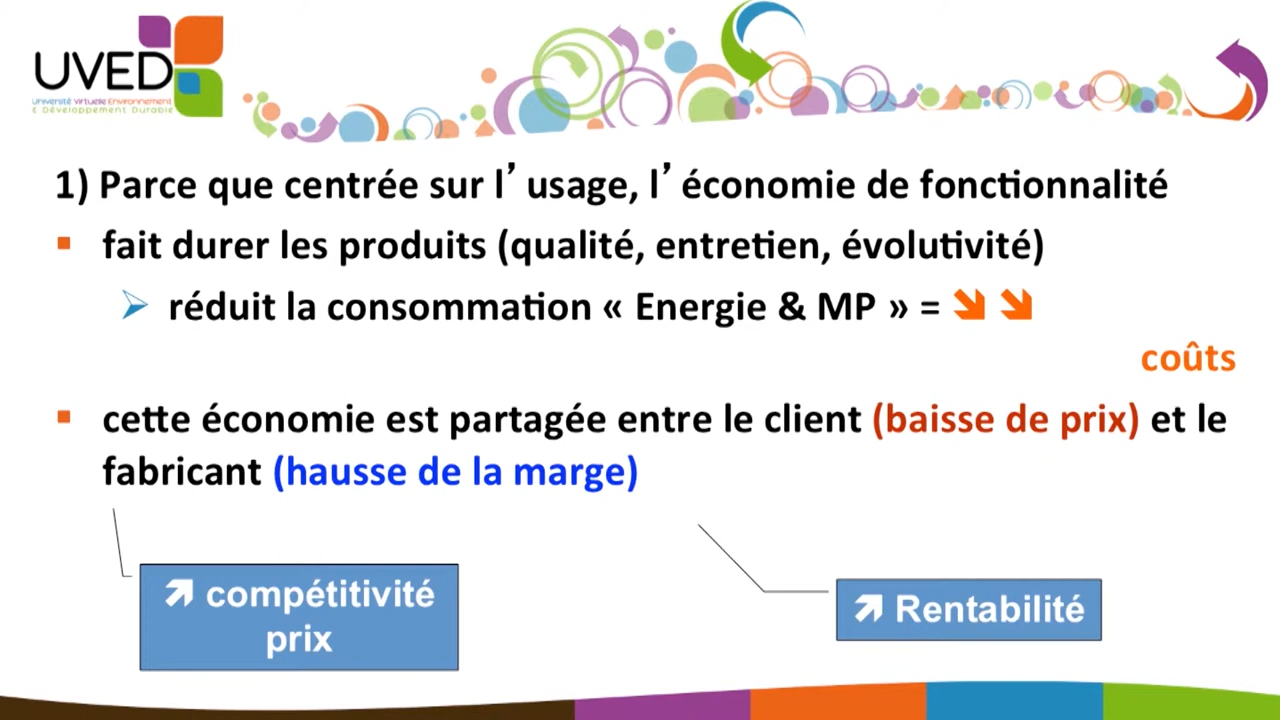 UVED
Université Virtuelle Environnement
& Développement Durable
1) Parce que centrée sur l’usage, l’économie de fonctionnalité
▪ fait durer les produits (qualité, entretien, évolutivité)
➢ réduit la consommation « Energie & MP » = ⬊ ⬊
coûts
▪ cette économie est partagée entre le client (baisse de prix) et le
fabricant (hausse de la marge)
⬈ compétitivité
prix
⬈ Rentabilité